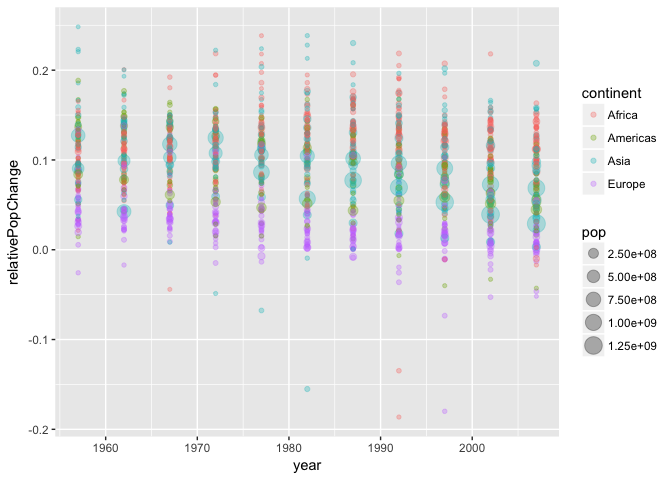 0.2
0.1
0.0
-0.1
-0.2
relativePopChange
1960
1970
1980
1990
2000
year
continent
Africa
Americas
Asia
Europe
pop
2.50e+08
5.00e+08
7.50e+08
1.00e+09
1.25e+09